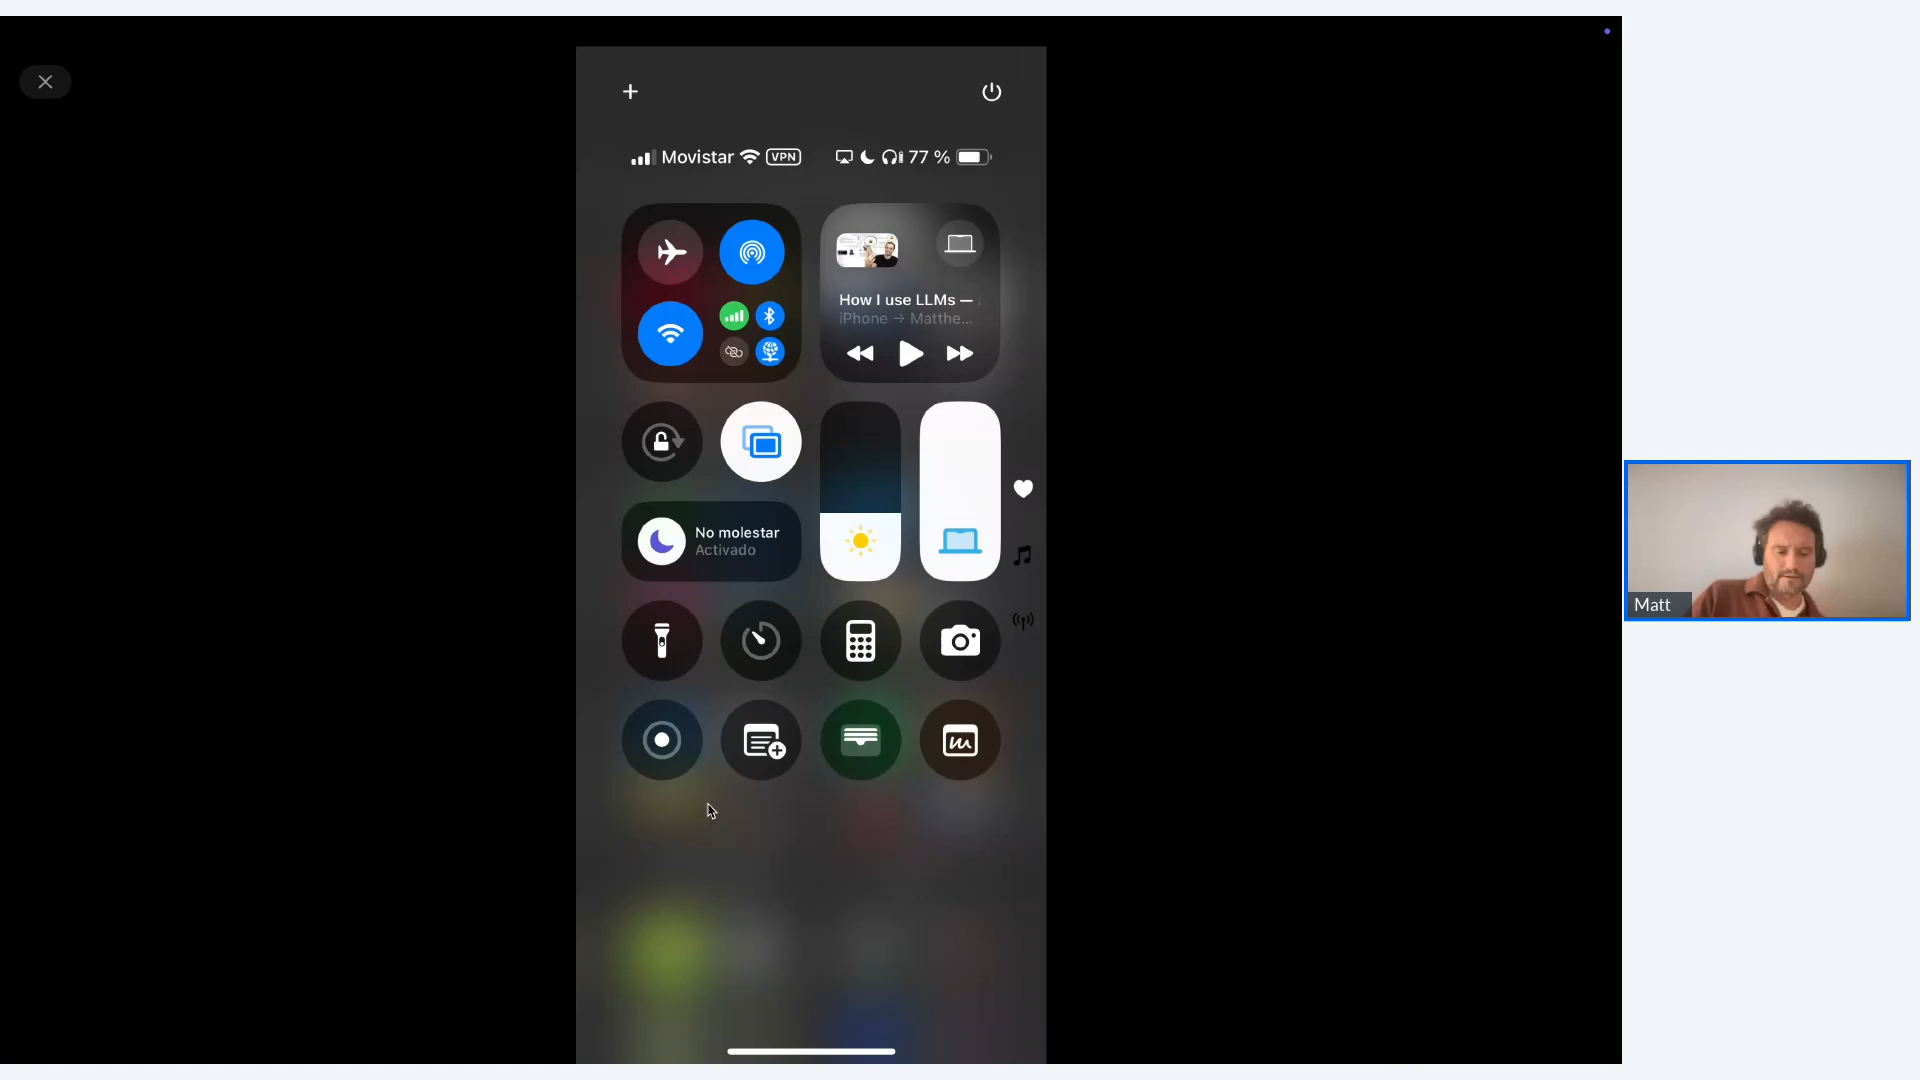 Movistar VPN 77 %
How I use LLMs —
iPhone → Matthe...
No molestar
Activado
Matt